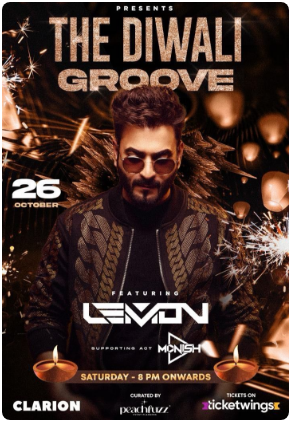 PRESENTS
THE DIWALI
GROOVE
26
OCTOBER
FEATURING
LEMON
SUPPORTING ACT MONISH
SATURDAY - 8 PM ONWARDS
CLARION
CURATED BY
peachfuzz
TICKETS ON
ticketwings